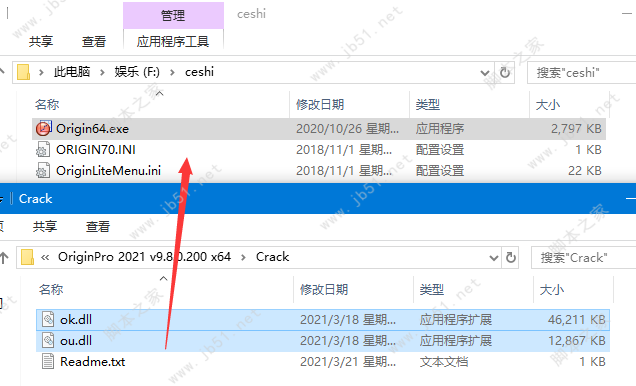 管理 ceshi
共享 查看 应用程序工具
此电脑 娱乐 (F:) ceshi 搜索"ceshi"
名称 修改日期 类型 大小
Origin64.exe 2020/10/26 星期... 应用程序 2,797 KB
ORIGIN70.INI 2018/11/1 星期... 配置设置 1 KB
OriginLiteMenu.ini 2018/11/1 星期... 配置设置 22 KB
Crack
共享 查看
« OriginPro 2021 v9.8.0.200 x64 Crack 搜索"Crack"
名称 修改日期 类型 大小
ok.dll 2021/3/18 星期... 应用程序扩展 46,211 KB
ou.dll 2021/3/18 星期... 应用程序扩展 12,867 KB
Readme.txt 2021/3/21 星期... 文本文档 1 KB
脚本之家 www.jb51.net